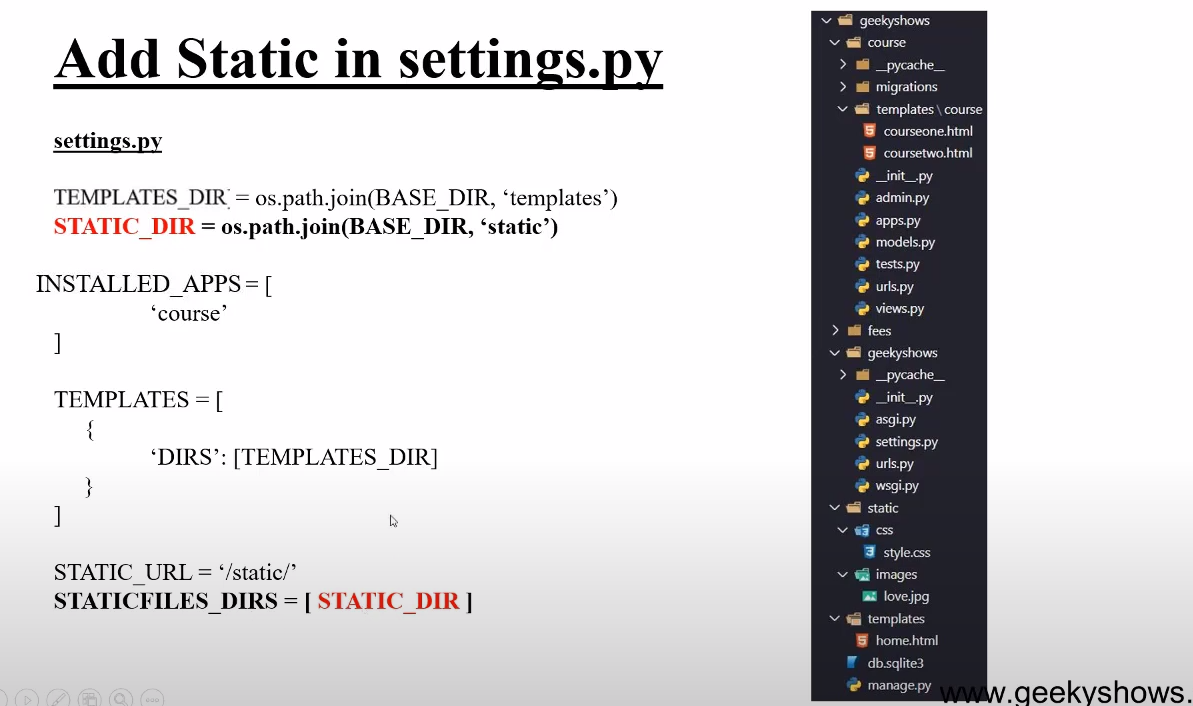 Add Static in settings.py
settings.py
TEMPLATES_DIR = os.path.join(BASE_DIR, ‘templates’)
STATIC_DIR = os.path.join(BASE_DIR, ‘static’)
INSTALLED_APPS = [
‘course’
]
TEMPLATES = [
{
‘DIRS’: [TEMPLATES_DIR]
}
]
STATIC_URL = ‘/static/’
STATICFILES_DIRS = [ STATIC_DIR ]
geekyshows
course
__pycache__
migrations
templates \ course
courseone.html
coursetwo.html
__init__.py
admin.py
apps.py
models.py
tests.py
urls.py
views.py
fees
geekyshows
__pycache__
__init__.py
asgi.py
settings.py
urls.py
wsgi.py
static
css
style.css
images
love.jpg
templates
home.html
db.sqlite3
manage.py
www.geekyshows.